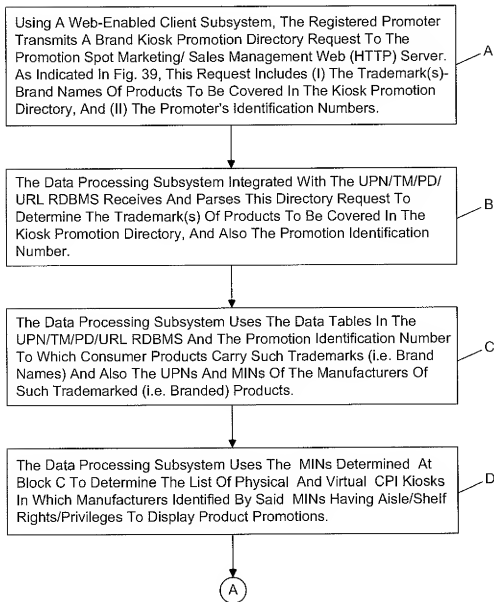 Using A Web-Enabled Client Subsystem, The Registered Promoter
Transmits A Brand Kiosk Promotion Directory Request To The
Promotion Spot Marketing/ Sales Management Web (HTTP) Server.
As Indicated In Fig. 39, This Request Includes (I) The Trademark(s)-
Brand Names Of Products To Be Covered In The Kiosk Promotion
Directory, And (II) The Promoter's Identification Numbers.
A
The Data Processing Subsystem Integrated With The UPN/TM/PD/
URL RDBMS Receives And Parses This Directory Request To
Determine The Trademark(s) Of Products To Be Covered In The
Kiosk Promotion Directory, And Also The Promotion Identification
Number.
B
The Data Processing Subsystem Uses The Data Tables In The
UPN/TM/PD/URL RDBMS And The Promotion Identification Number
To Which Consumer Products Carry Such Trademarks (i.e. Brand
Names) And Also The UPNs And MINs Of The Manufacturers Of
Such Trademarked (i.e. Branded) Products.
C
The Data Processing Subsystem Uses The MINs Determined At
Block C To Determine The List Of Physical And Virtual CPI Kiosks
In Which Manufacturers Identified By Said MINs Having Aisle/Shelf
Rights/Privileges To Display Product Promotions.
D
A